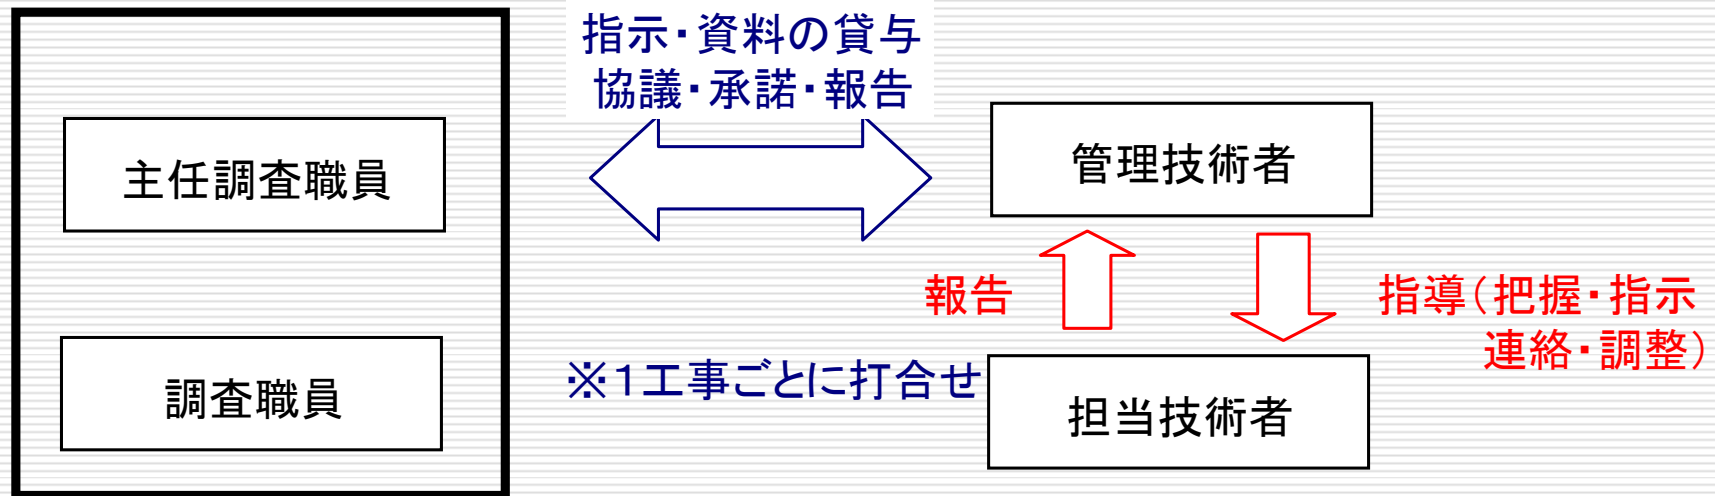 指示・資料の貸与
協議・承諾・報告
主任調査職員
管理技術者
報告
指導(把握・指示
連絡・調整)
調査職員
※1工事ごとに打合せ
担当技術者